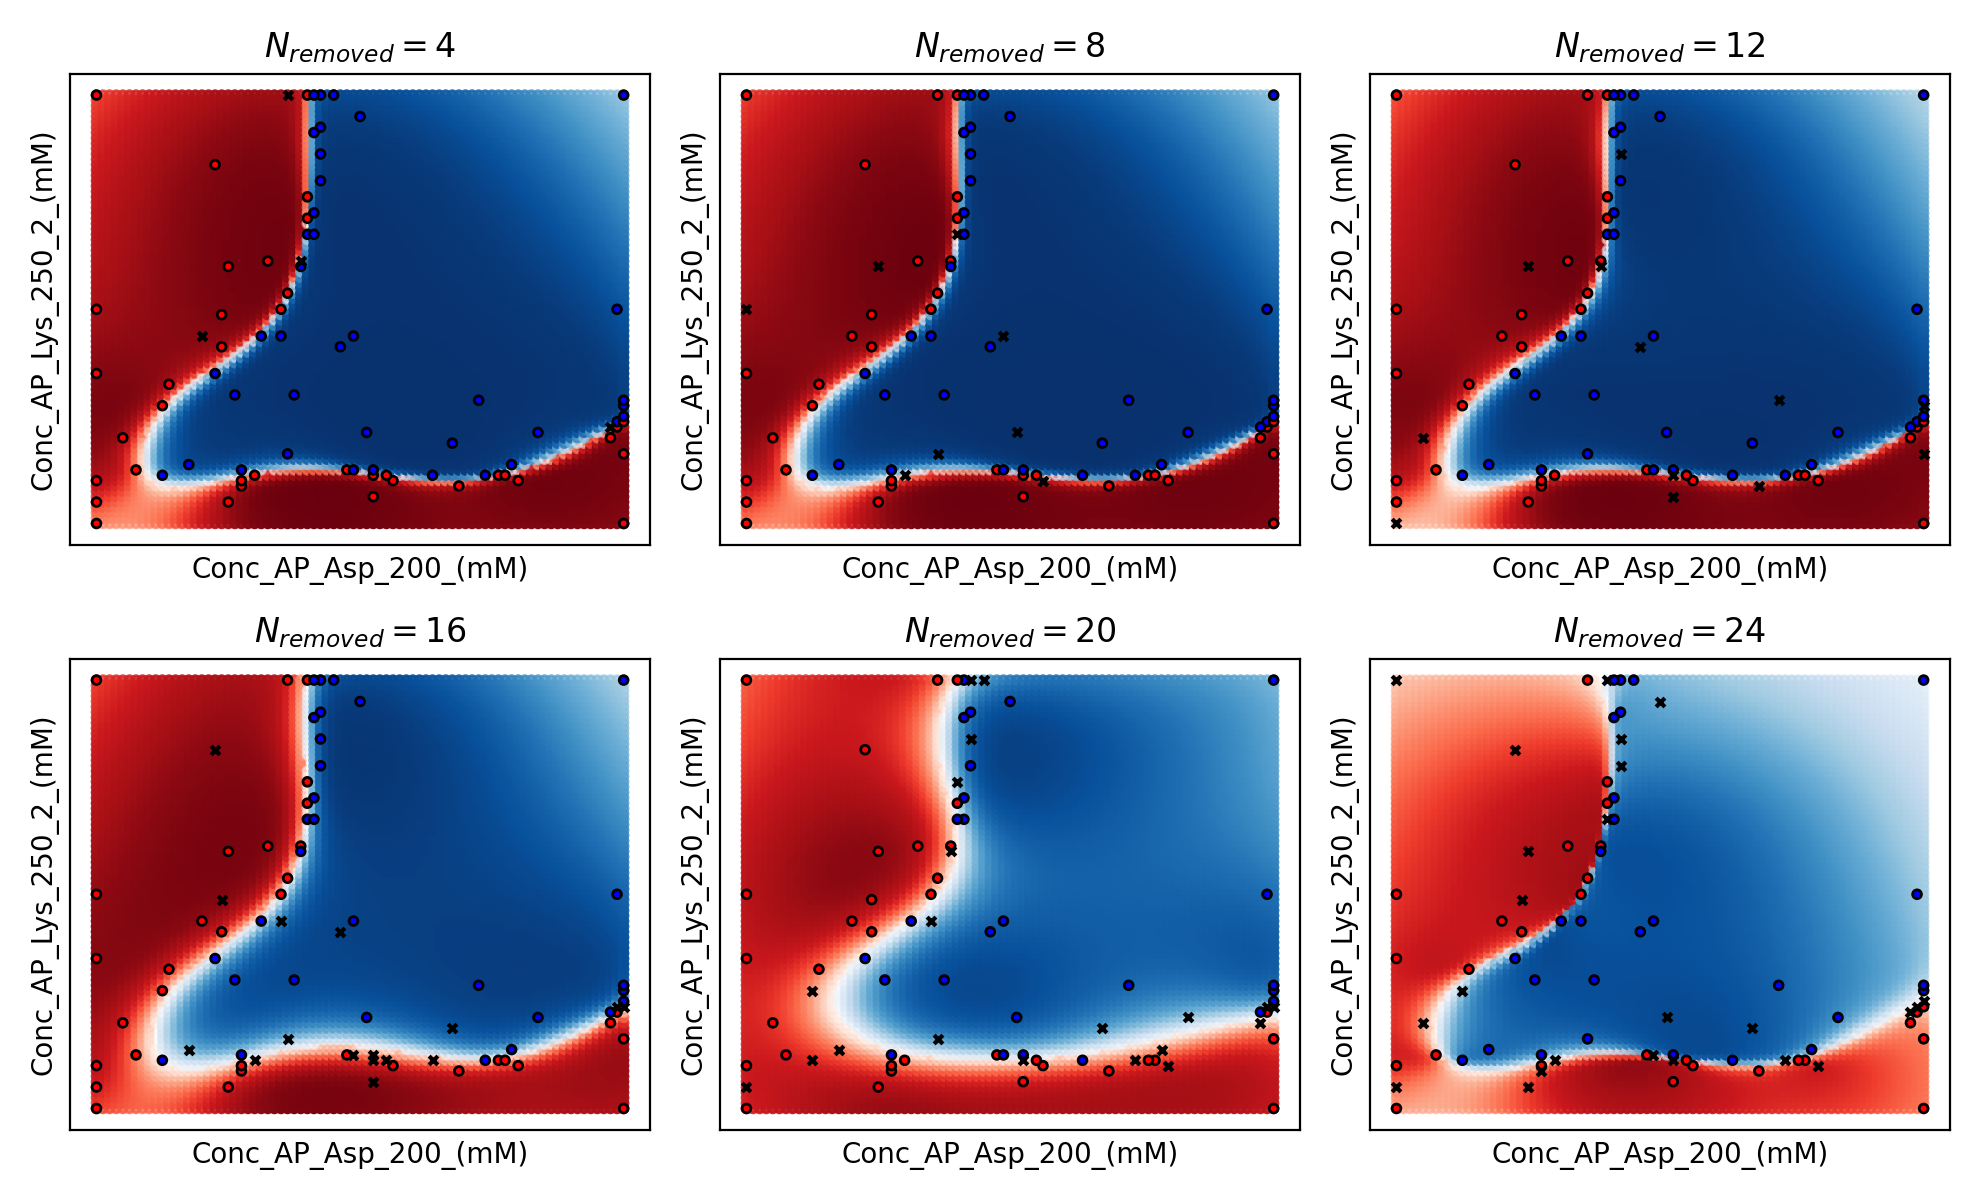 N_removed = 4
N_removed = 8
N_removed = 12
Conc_AP_Lys_250_2_(mM)
Conc_AP_Lys_250_2_(mM)
Conc_AP_Lys_250_2_(mM)
Conc_AP_Asp_200_(mM)
Conc_AP_Asp_200_(mM)
Conc_AP_Asp_200_(mM)
N_removed = 16
N_removed = 20
N_removed = 24
Conc_AP_Lys_250_2_(mM)
Conc_AP_Lys_250_2_(mM)
Conc_AP_Lys_250_2_(mM)
Conc_AP_Asp_200_(mM)
Conc_AP_Asp_200_(mM)
Conc_AP_Asp_200_(mM)